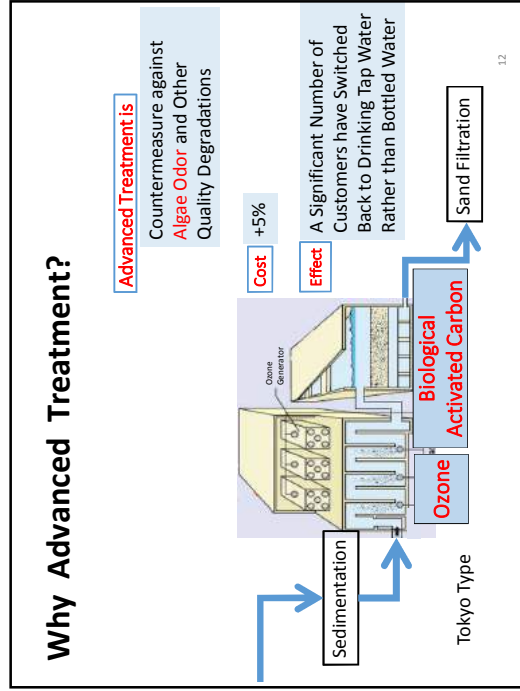 Why Advanced Treatment?
Advanced Treatment is
Countermeasure against
Algae Odor and Other
Quality Degradations
Cost
+5%
Effect
A Significant Number of
Customers have Switched
Back to Drinking Tap Water
Rather than Bottled Water
Ozone
Generator
Sedimentation
Ozone
Biological
Activated Carbon
Sand Filtration
Tokyo Type
12